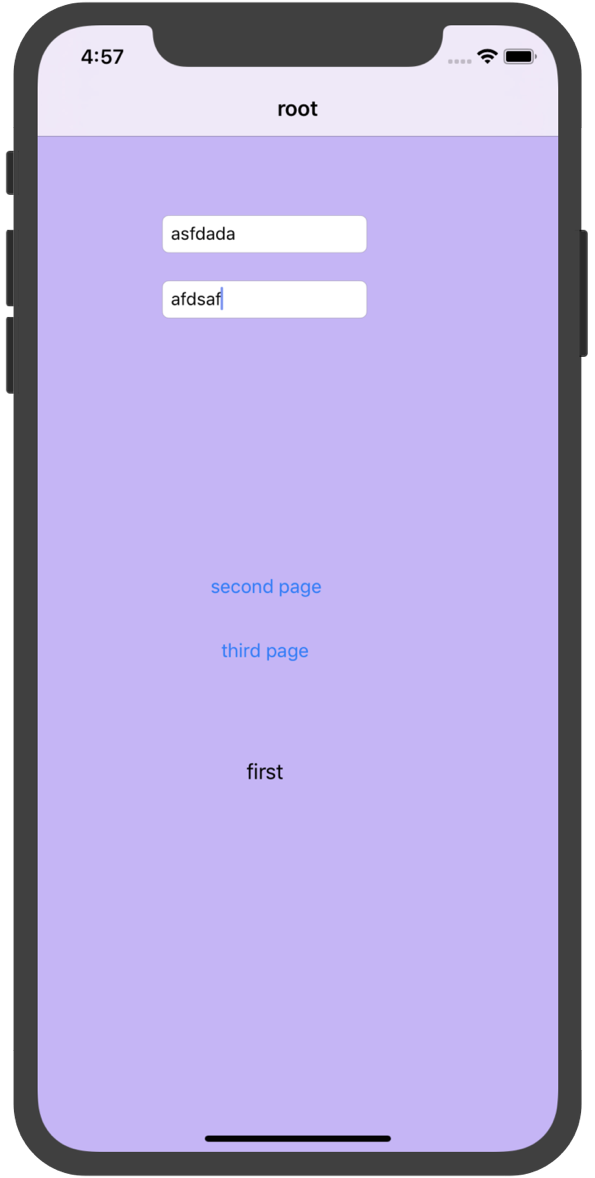 4:57
root
asfdada
afdsaf
second page
third page
first